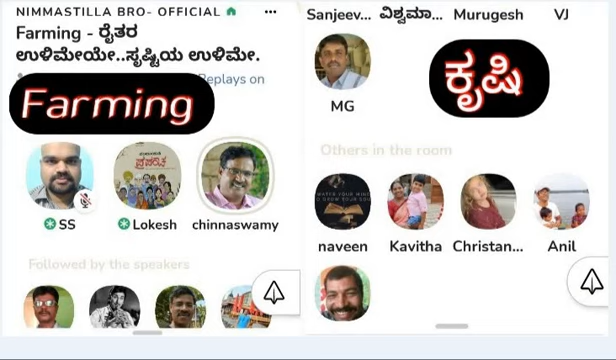 NIMMASTILLA BRO- OFFICIAL
Farming - ರೈತರ
ಉಳಿಮೆಯೇ..ಸೃಷ್ಟಿಯ ಉಳಿಮೇ.
Replays on
Farming
SS
Lokesh
chinnaswamy
Followed by the speakers
Sanjeev...
ವಿಶ್ವಮಾ...
Murugesh
VJ
MG
ಕೃಷಿ
Others in the room
naveen
Kavitha
Christan...
Anil